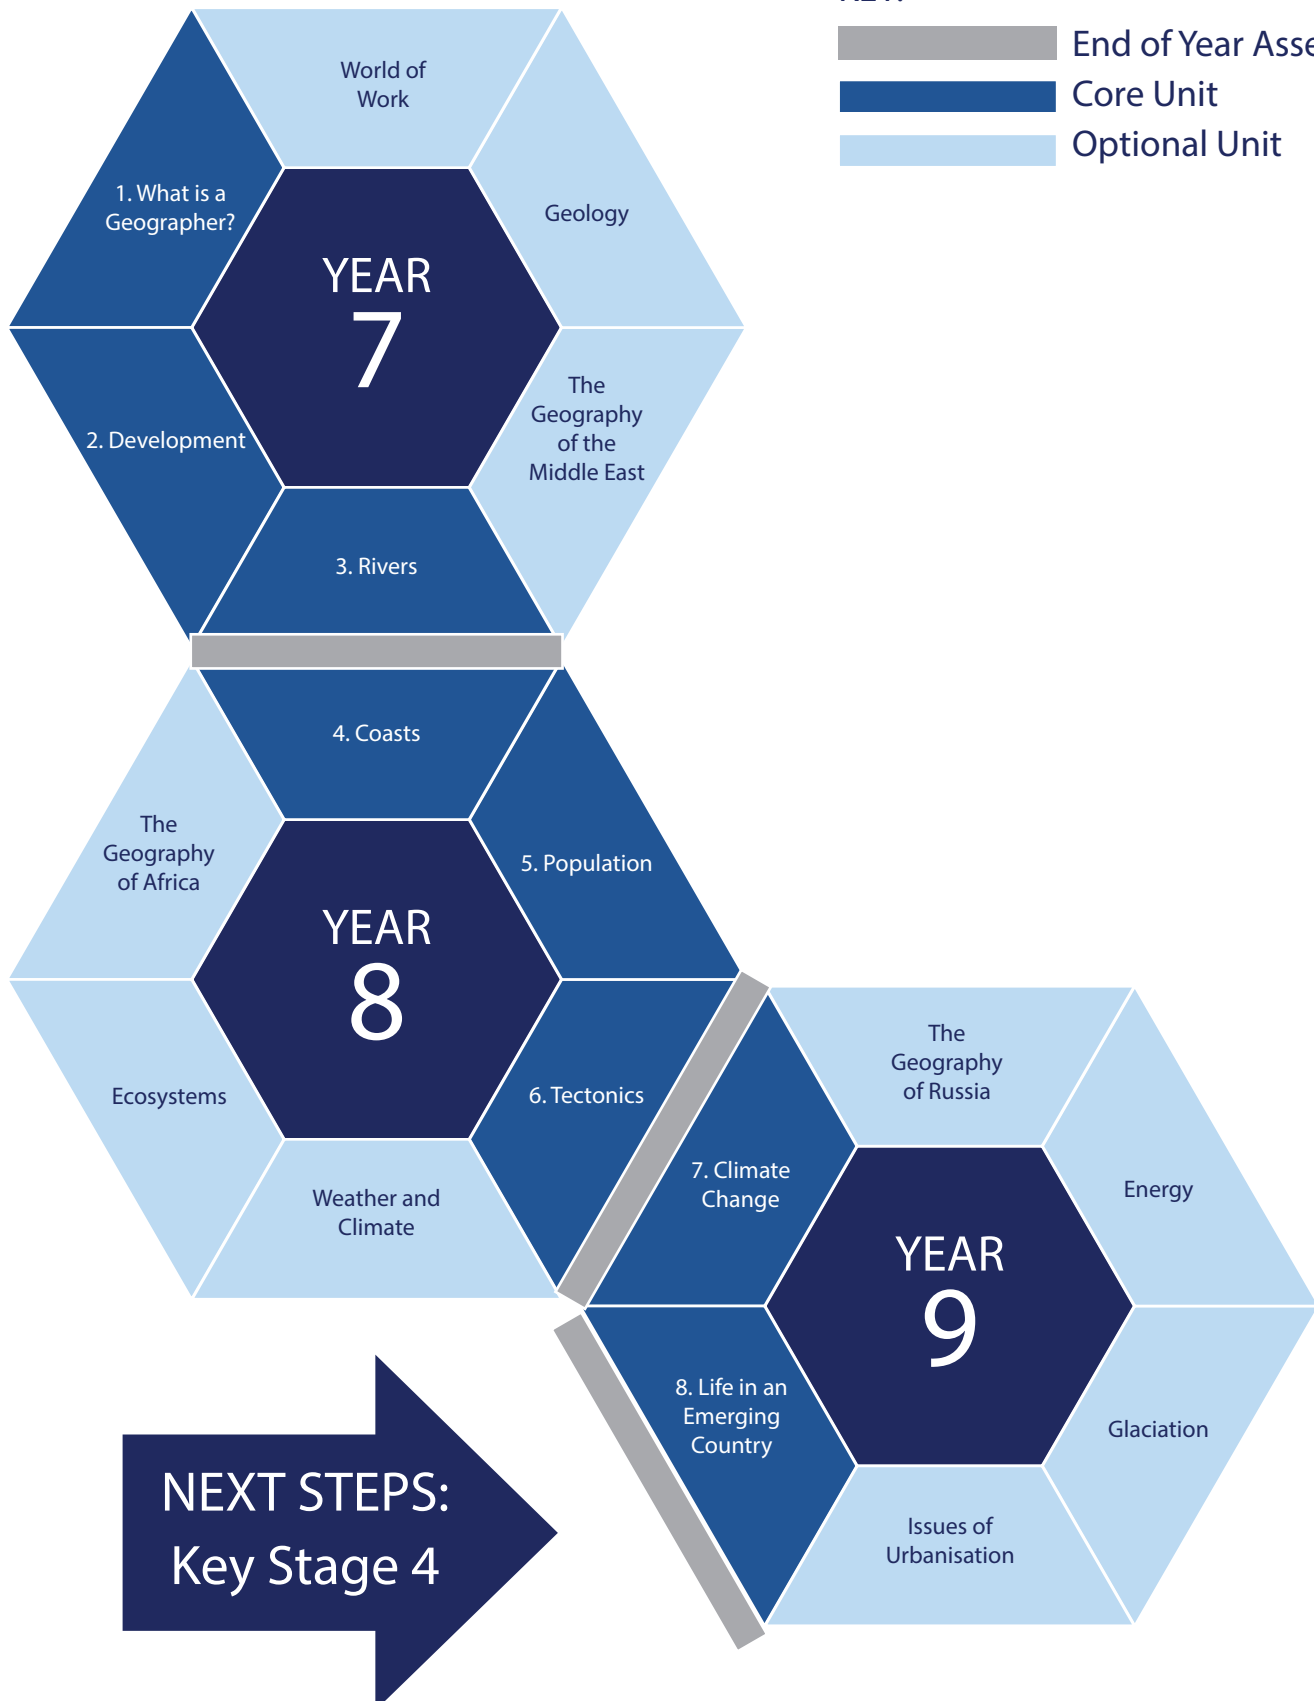 End of Year Asse
Core Unit
Optional Unit
World of
Work
1. What is a
Geographer?
Geology
YEAR
7
The
Geography
of the
Middle East
2. Development
3. Rivers
4. Coasts
The
Geography
of Africa
5. Population
YEAR
8
Ecosystems
6. Tectonics
Weather and
Climate
The
Geography
of Russia
7. Climate
Change
Energy
YEAR
9
8. Life in an
Emerging
Country
Glaciation
Issues of
Urbanisation
NEXT STEPS:
Key Stage 4